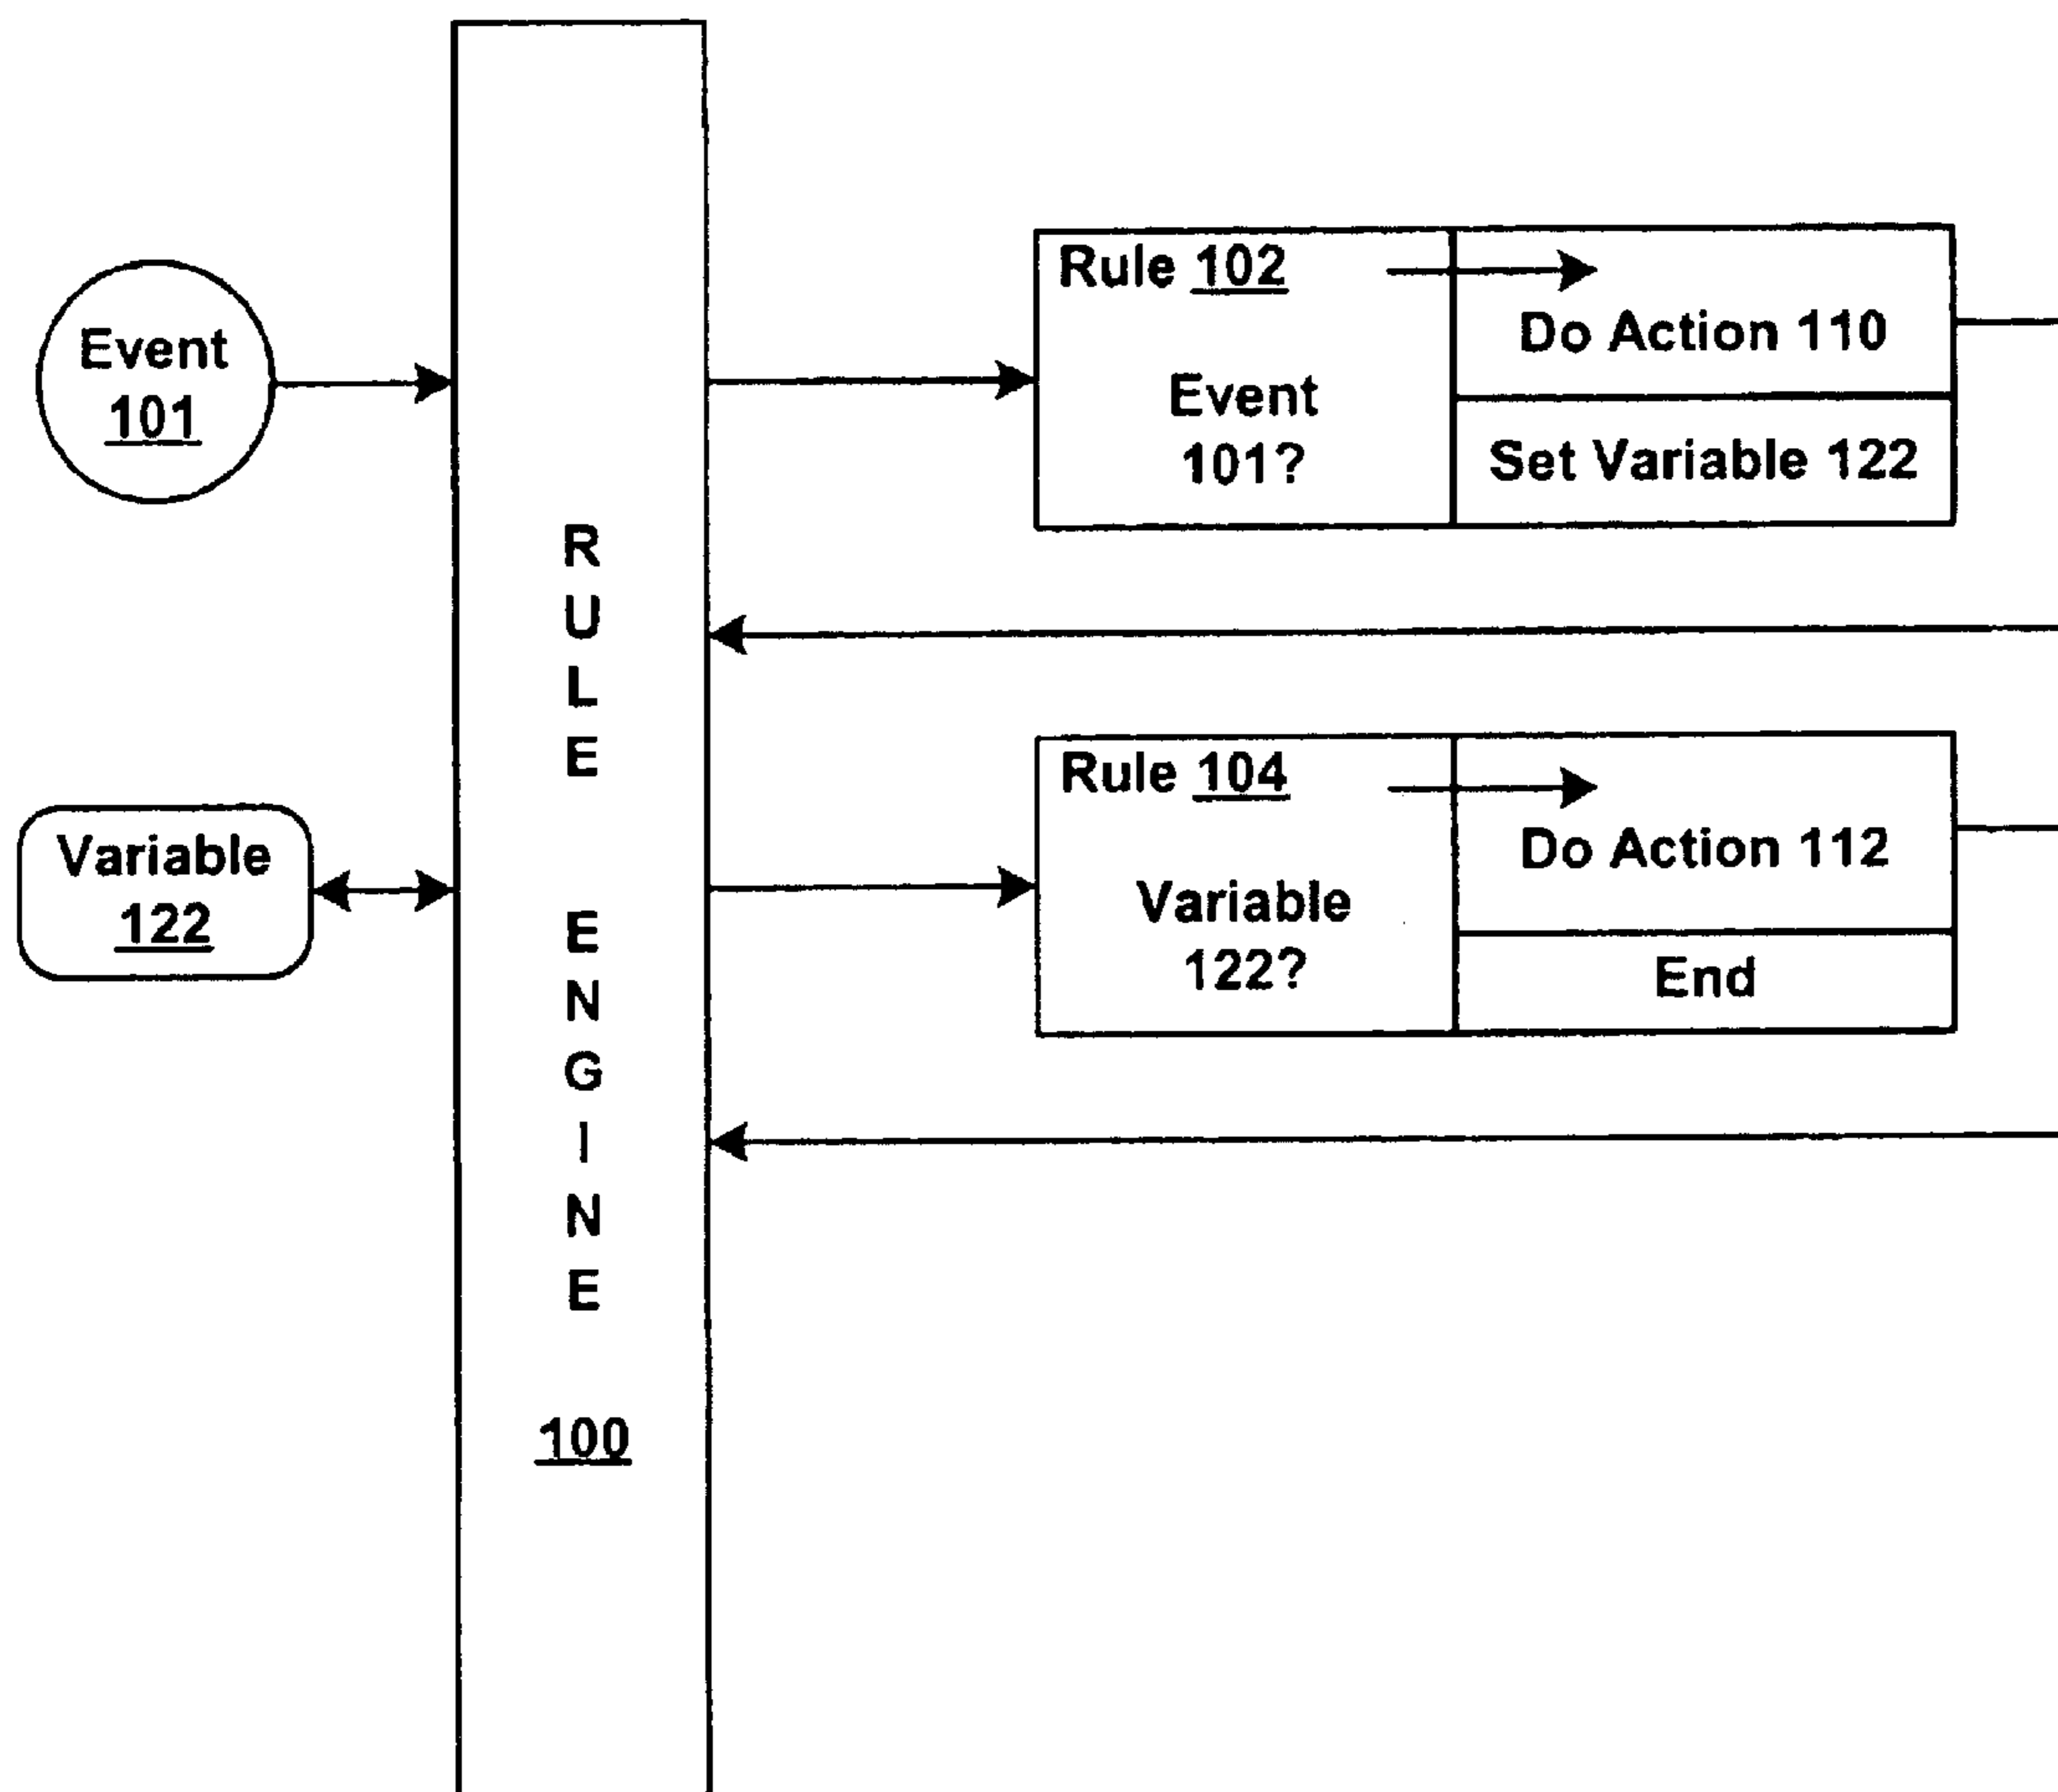 Event
101
Variable
122
R
U
L
E
E
N
G
I
N
E
100
Rule 102
Event
101?
Do Action 110
Set Variable 122
Rule 104
Variable
122?
Do Action 112
End